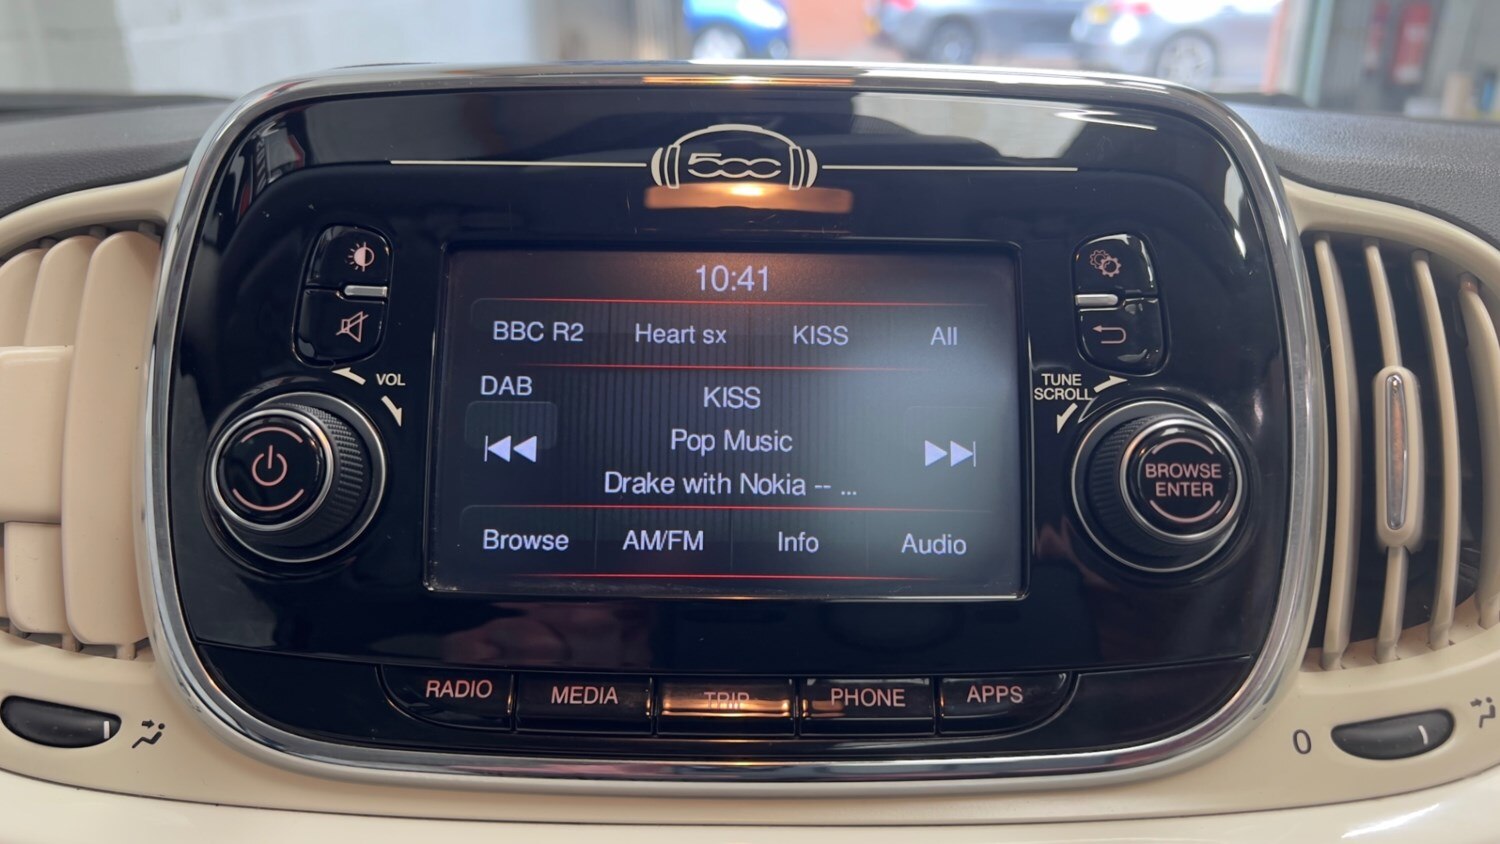 500
10:41
BBC R2 Heart sx KISS All
DAB
KISS
Pop Music
Drake with Nokia -- ...
Browse AM/FM Info Audio
VOL
TUNE
SCROLL
BROWSE
ENTER
RADIO MEDIA TRIP PHONE APPS
0